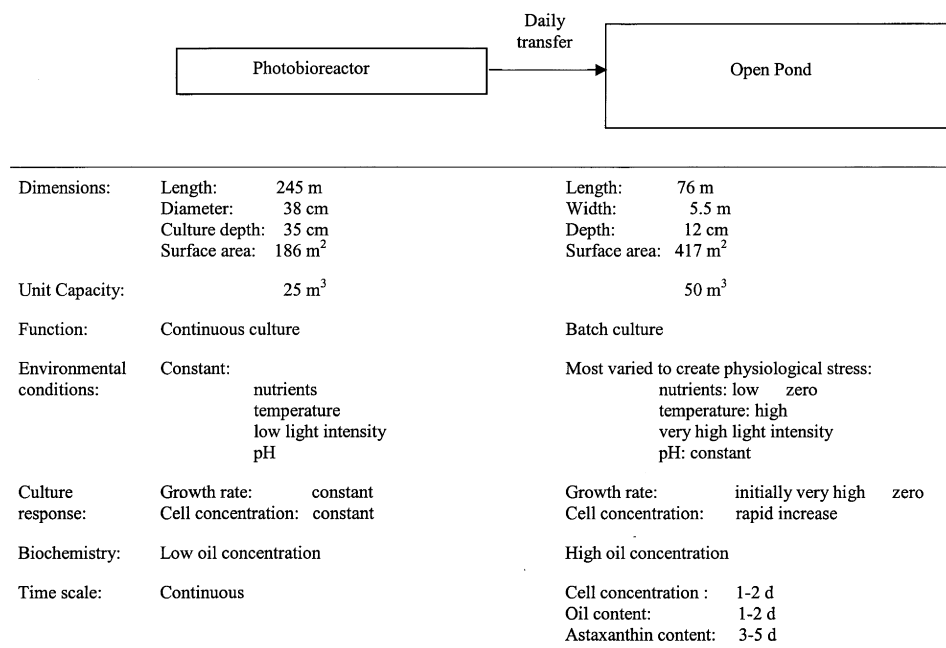 Daily
transfer
Photobioreactor
Open Pond
Dimensions: Length: 245 m Length: 76 m
Diameter: 38 cm Width: 5.5 m
Culture depth: 35 cm Depth: 12 cm
Surface area: 186 m² Surface area: 417 m²
Unit Capacity: 25 m³ 50 m³
Function: Continuous culture Batch culture
Environmental Constant: Most varied to create physiological stress:
conditions: nutrients nutrients: low zero
temperature temperature: high
low light intensity very high light intensity
pH pH: constant
Culture Growth rate: constant Growth rate: initially very high zero
response: Cell concentration: constant Cell concentration: rapid increase
Biochemistry: Low oil concentration High oil concentration
Time scale: Continuous Cell concentration : 1-2 d
Oil content: 1-2 d
Astaxanthin content: 3-5 d